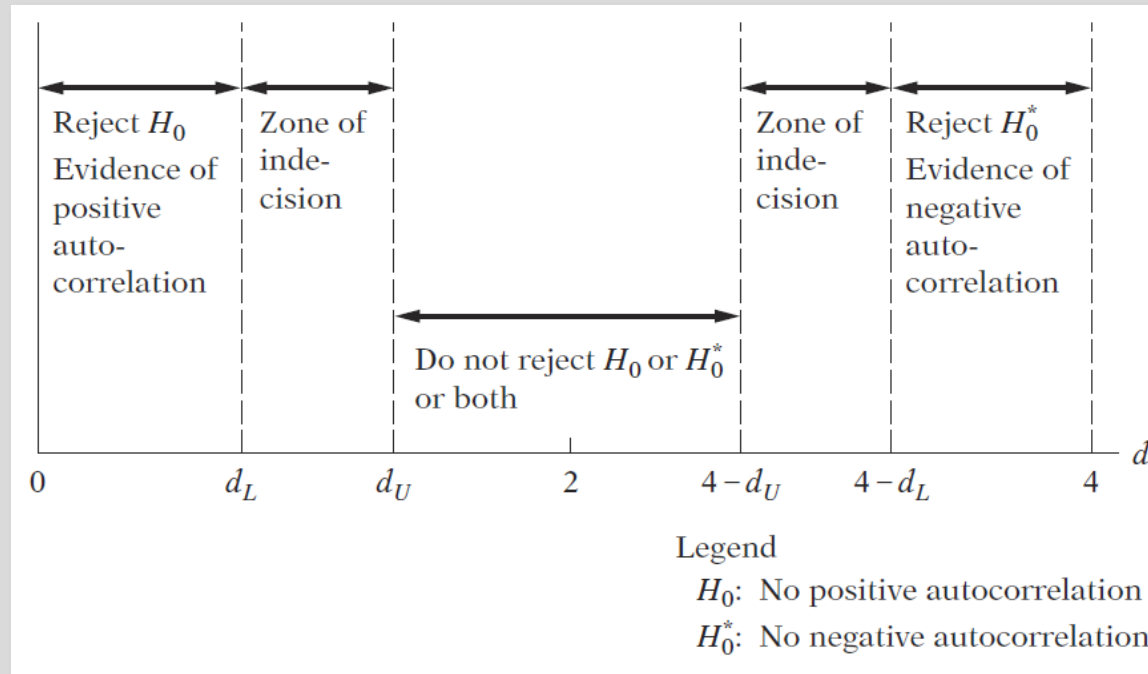 Reject H₀
Evidence of
positive
auto-
correlation
Zone of
inde-
cision
Do not reject H₀ or H₀*
or both
Zone of
inde-
cision
Reject H₀*
Evidence of
negative
auto-
correlation
0 d_L d_U 2 4 – d_U 4 – d_L 4 d
Legend
H₀: No positive autocorrelation
H₀*: No negative autocorrelation